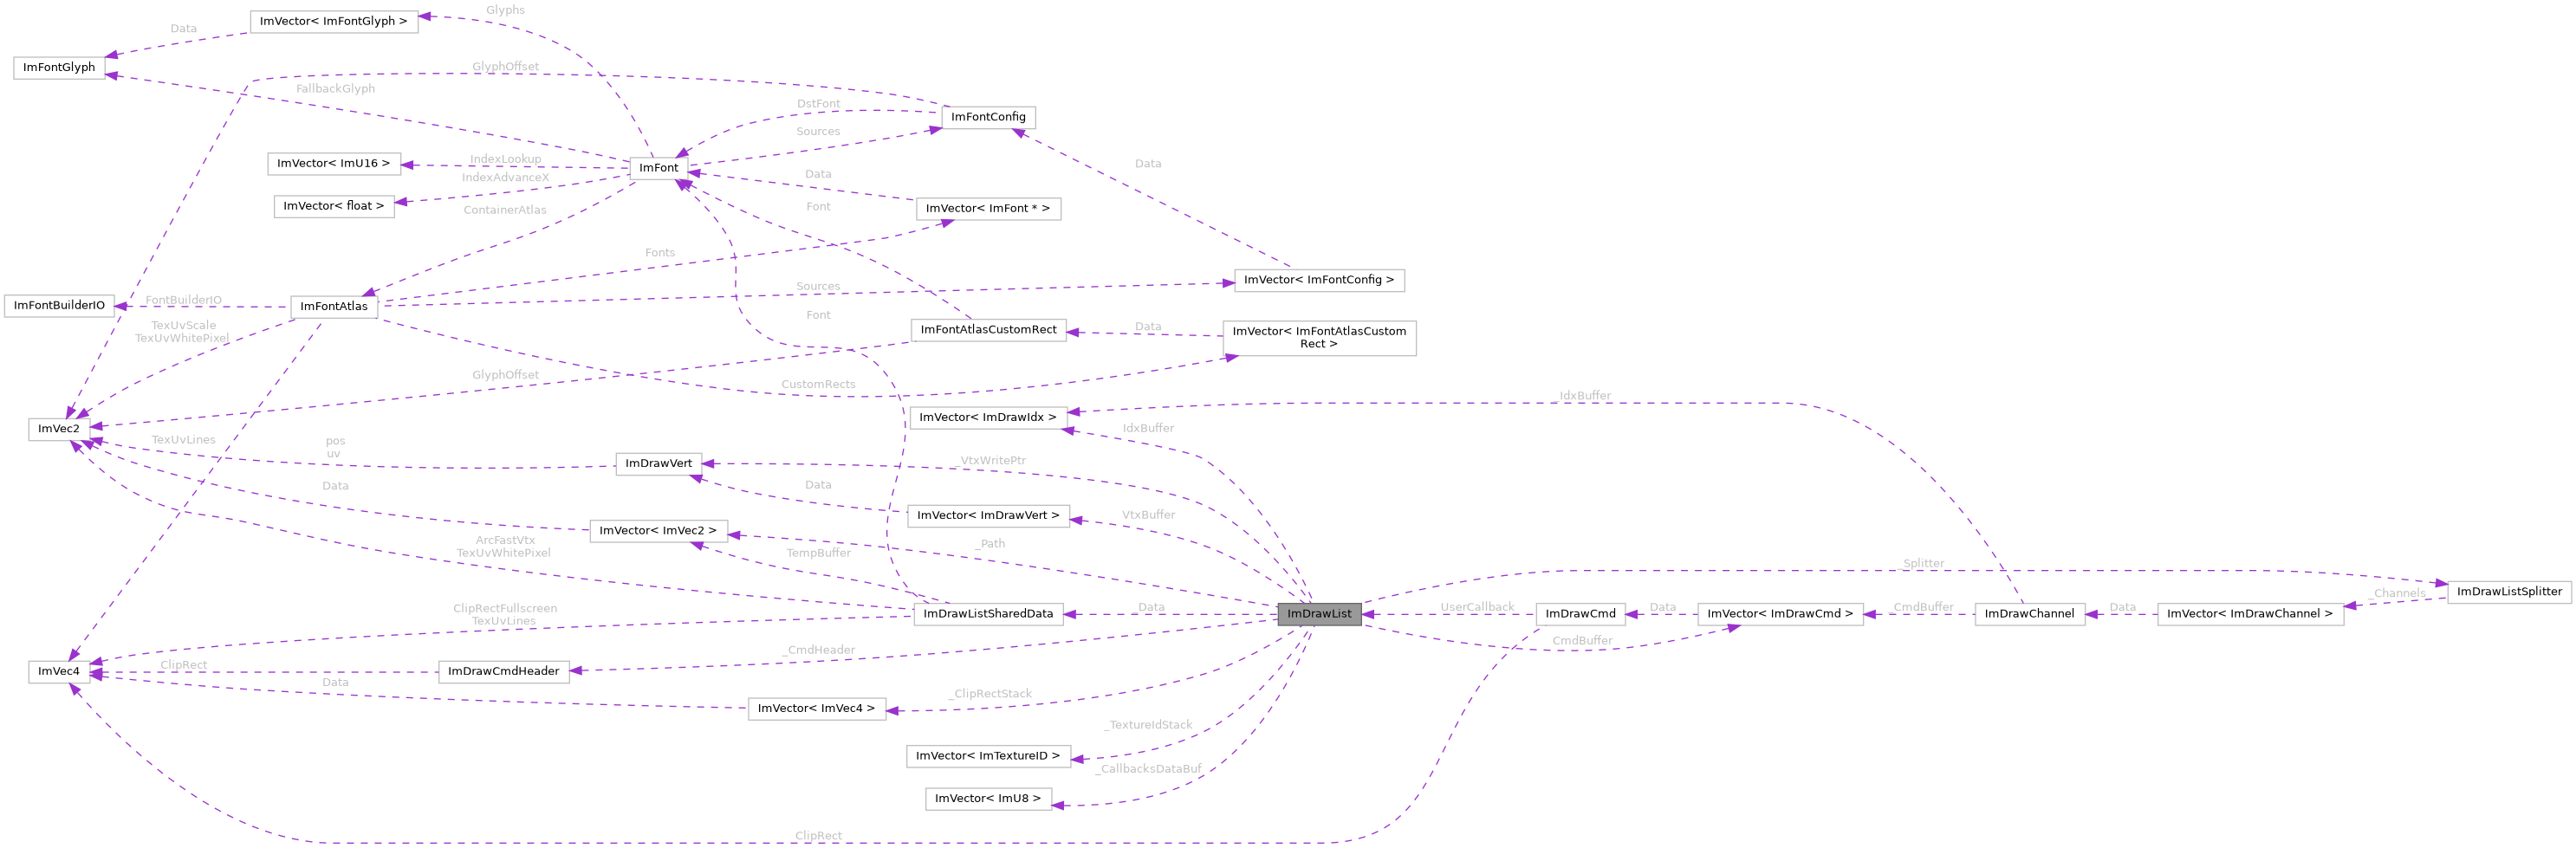 Glyphs
ImVector< ImFontGlyph >
Data
ImFontGlyph
GlyphOffset
FallbackGlyph
DstFont
ImFontConfig
Sources
IndexLookup
ImVector< ImU16 >
ImFont
Data
IndexAdvanceX
Data
ImVector< float >
ContainerAtlas
Font
ImVector< ImFont * >
Fonts
ImVector< ImFontConfig >
Sources
ImFontBuilderIO
FontBuilderIO
ImFontAtlas
Font
TexUvScale
TexUvWhitePixel
ImFontAtlasCustomRect
Data
ImVector< ImFontAtlasCustom
Rect >
GlyphOffset
CustomRects
_IdxBuffer
ImVector< ImDrawIdx >
ImVec2
IdxBuffer
TexUvLines
pos
uv
ImDrawVert
_VtxWritePtr
Data
Data
ImVector< ImDrawVert >
VtxBuffer
ImVector< ImVec2 >
ArcFastVtx
TexUvWhitePixel
_Path
TempBuffer
_Splitter
ImDrawListSplitter
_Channels
ClipRectFullscreen
TexUvLines
ImDrawListSharedData
_Data
ImDrawList
UserCallback
ImDrawCmd
Data
ImVector< ImDrawCmd >
_CmdBuffer
ImDrawChannel
Data
ImVector< ImDrawChannel >
CmdBuffer
_CmdHeader
ImVec4
ClipRect
ImDrawCmdHeader
Data
_ClipRectStack
ImVector< ImVec4 >
_TextureIdStack
ImVector< ImTextureID >
_CallbacksDataBuf
ImVector< ImU8 >
ClipRect